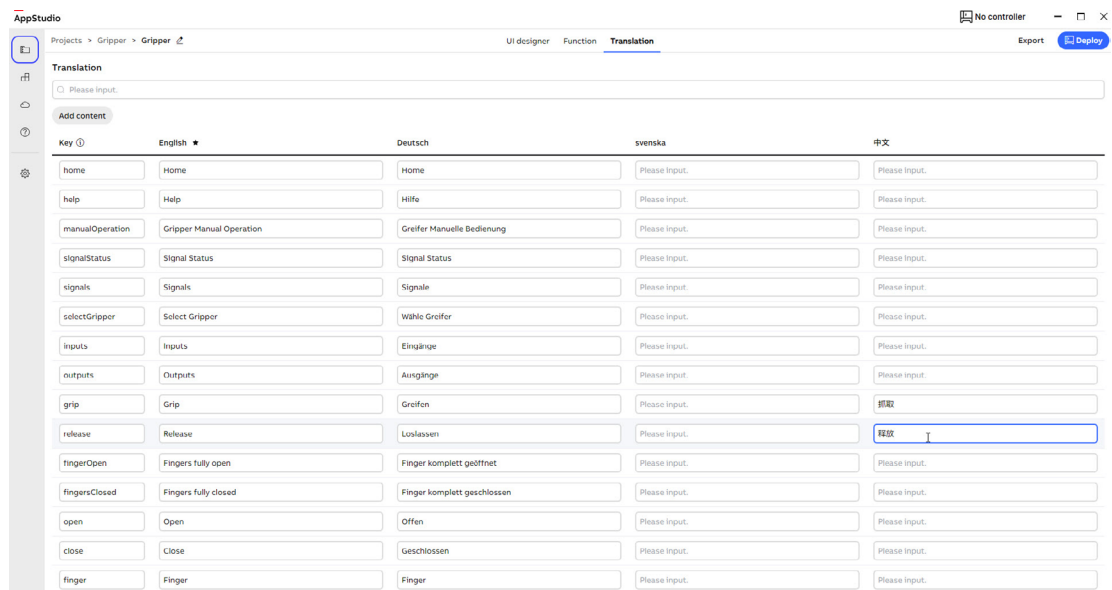 AppStudio
No controller
Projects > Gripper > Gripper
UI designer Function Translation
Export Deploy
Translation
Please input.
Add content
Key English ★ Deutsch svenska 中文
home Home Home Please input. Please input.
help Help Hilfe Please input. Please input.
manualOperation Gripper Manual Operation Greifer Manuelle Bedienung Please input. Please input.
signalStatus Signal Status Signal Status Please input. Please input.
signals Signals Signale Please input. Please input.
selectGripper Select Gripper Wähle Greifer Please input. Please input.
inputs Inputs Eingänge Please input. Please input.
outputs Outputs Ausgänge Please input. Please input.
grip Grip Greifen Please input. 抓取
release Release Loslassen Please input. 释放
fingerOpen Fingers fully open Finger komplett geöffnet Please input. Please input.
fingersClosed Fingers fully closed Finger komplett geschlossen Please input. Please input.
open Open Offen Please input. Please input.
close Close Geschlossen Please input. Please input.
finger Finger Finger Please input. Please input.